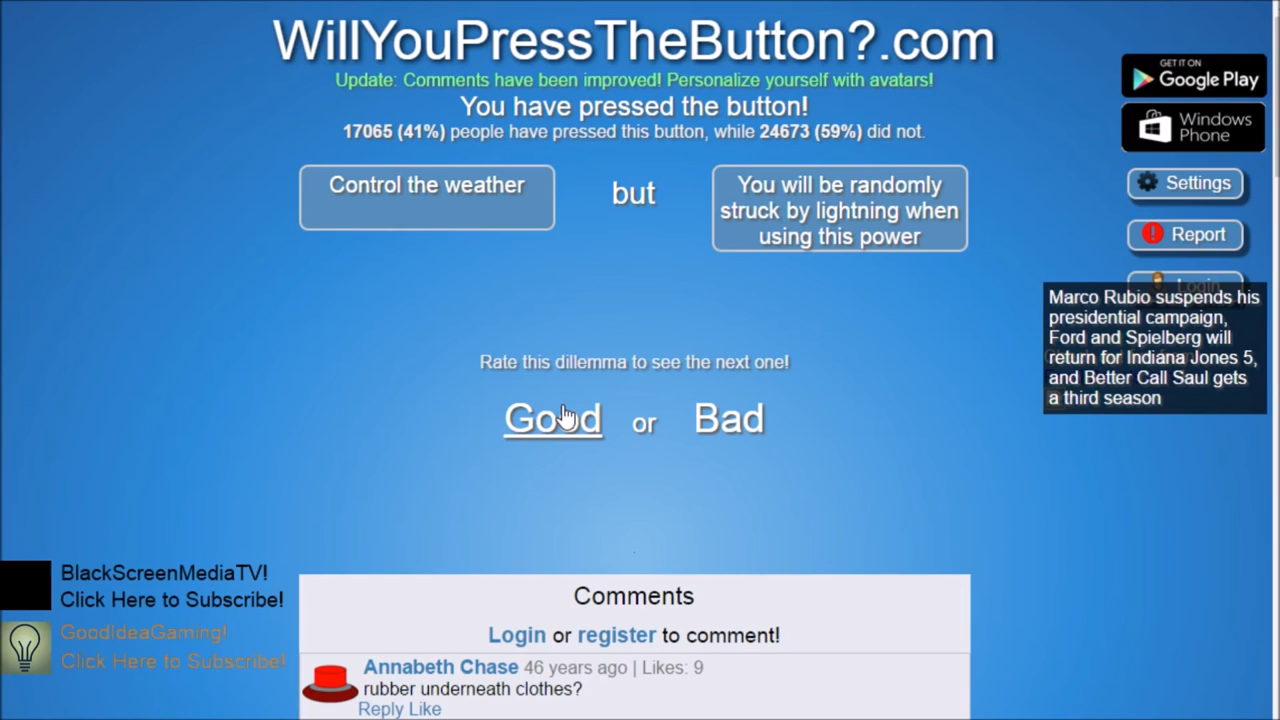 WillYouPressTheButton?.com
Update: Comments have been improved! Personalize yourself with avatars!
You have pressed the button!
17065 (41%) people have pressed this button, while 24673 (59%) did not.
GET IT ON
Google Play
Windows
Phone
Control the weather
but
You will be randomly
struck by lightning when
using this power
Settings
Report
Login
Marco Rubio suspends his
presidential campaign,
Ford and Spielberg will
return for Indiana Jones 5,
and Better Call Saul gets
a third season
Rate this dillemma to see the next one!
Good or Bad
BlackScreenMediaTV!
Click Here to Subscribe!
GoodIdeaGaming!
Click Here to Subscribe!
Comments
Login or register to comment!
Annabeth Chase 46 years ago | Likes: 9
rubber underneath clothes?
Reply Like